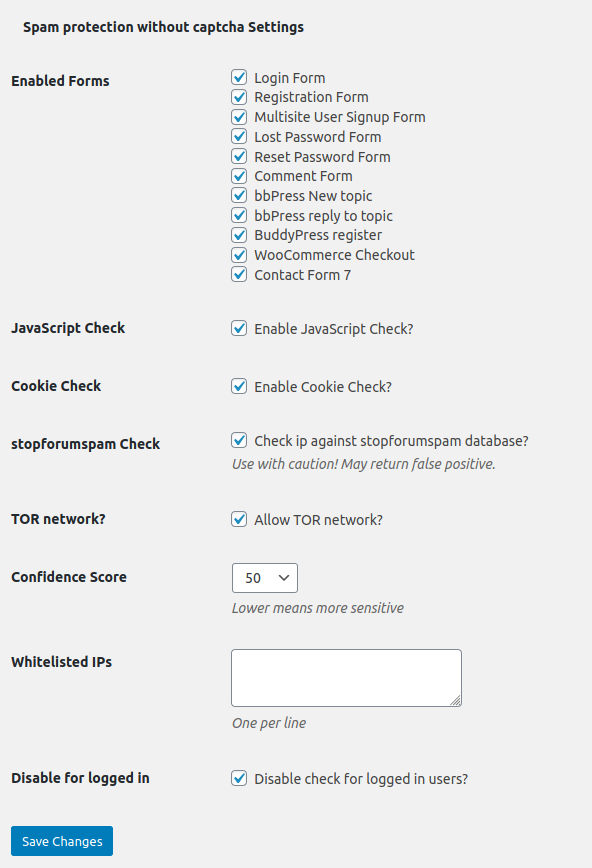 Spam protection without captcha Settings
Enabled Forms
Login Form
Registration Form
Multisite User Signup Form
Lost Password Form
Reset Password Form
Comment Form
bbPress New topic
bbPress reply to topic
BuddyPress register
WooCommerce Checkout
Contact Form 7
JavaScript Check
Enable JavaScript Check?
Cookie Check
Enable Cookie Check?
stopforumspam Check
Check ip against stopforumspam database?
Use with caution! May return false positive.
TOR network?
Allow TOR network?
Confidence Score
50
Lower means more sensitive
Whitelisted IPs
One per line
Disable for logged in
Disable check for logged in users?
Save Changes